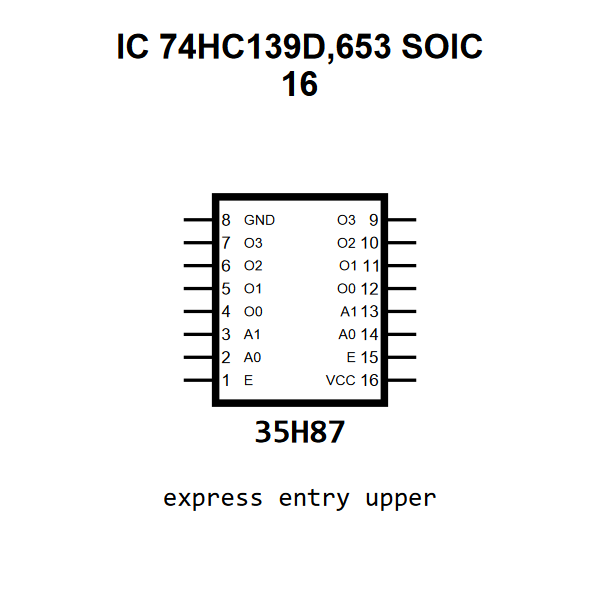 IC 74HC139D,653 SOIC
16
8 GND O3 9
7 O3 O2 10
6 O2 O1 11
5 O1 O0 12
4 O0 A1 13
3 A1 A0 14
2 A0 E 15
1 E VCC 16
35H87
express entry upper